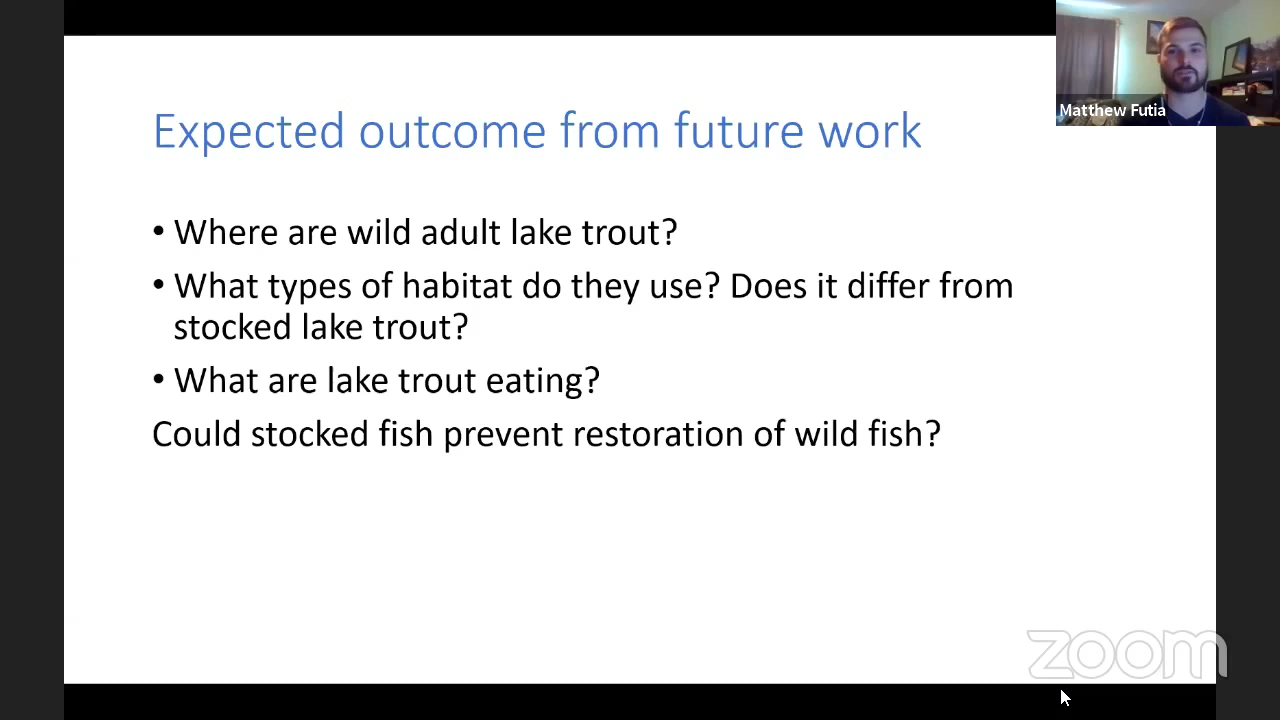 Matthew Futia
Expected outcome from future work
• Where are wild adult lake trout?
• What types of habitat do they use? Does it differ from
stocked lake trout?
• What are lake trout eating?
Could stocked fish prevent restoration of wild fish?
zoom